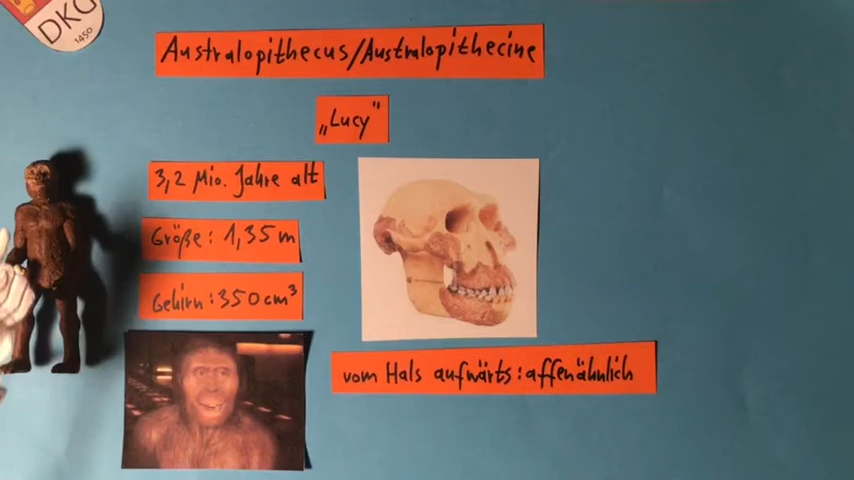 DKG
1450
Australopithecus/Australopithecine
„Lucy”
3,2 Mio. Jahre alt
Größe: 1,35 m
Gehirn: 350 cm³
vom Hals aufwärts: affenähnlich